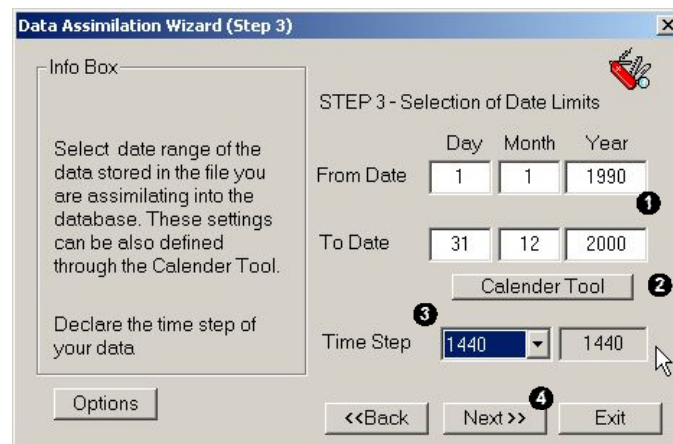 Data Assimilation Wizard (Step 3)
Info Box
Select date range of the
data stored in the file you
are assimilating into the
database. These settings
can be also defined
through the Calender Tool.
Declare the time step of
your data
Options
STEP 3 - Selection of Date Limits
Day Month Year
From Date 1 1 1990
1
To Date 31 12 2000
Calender Tool 2
3
Time Step 1440 1440
4
<<Back Next>> Exit